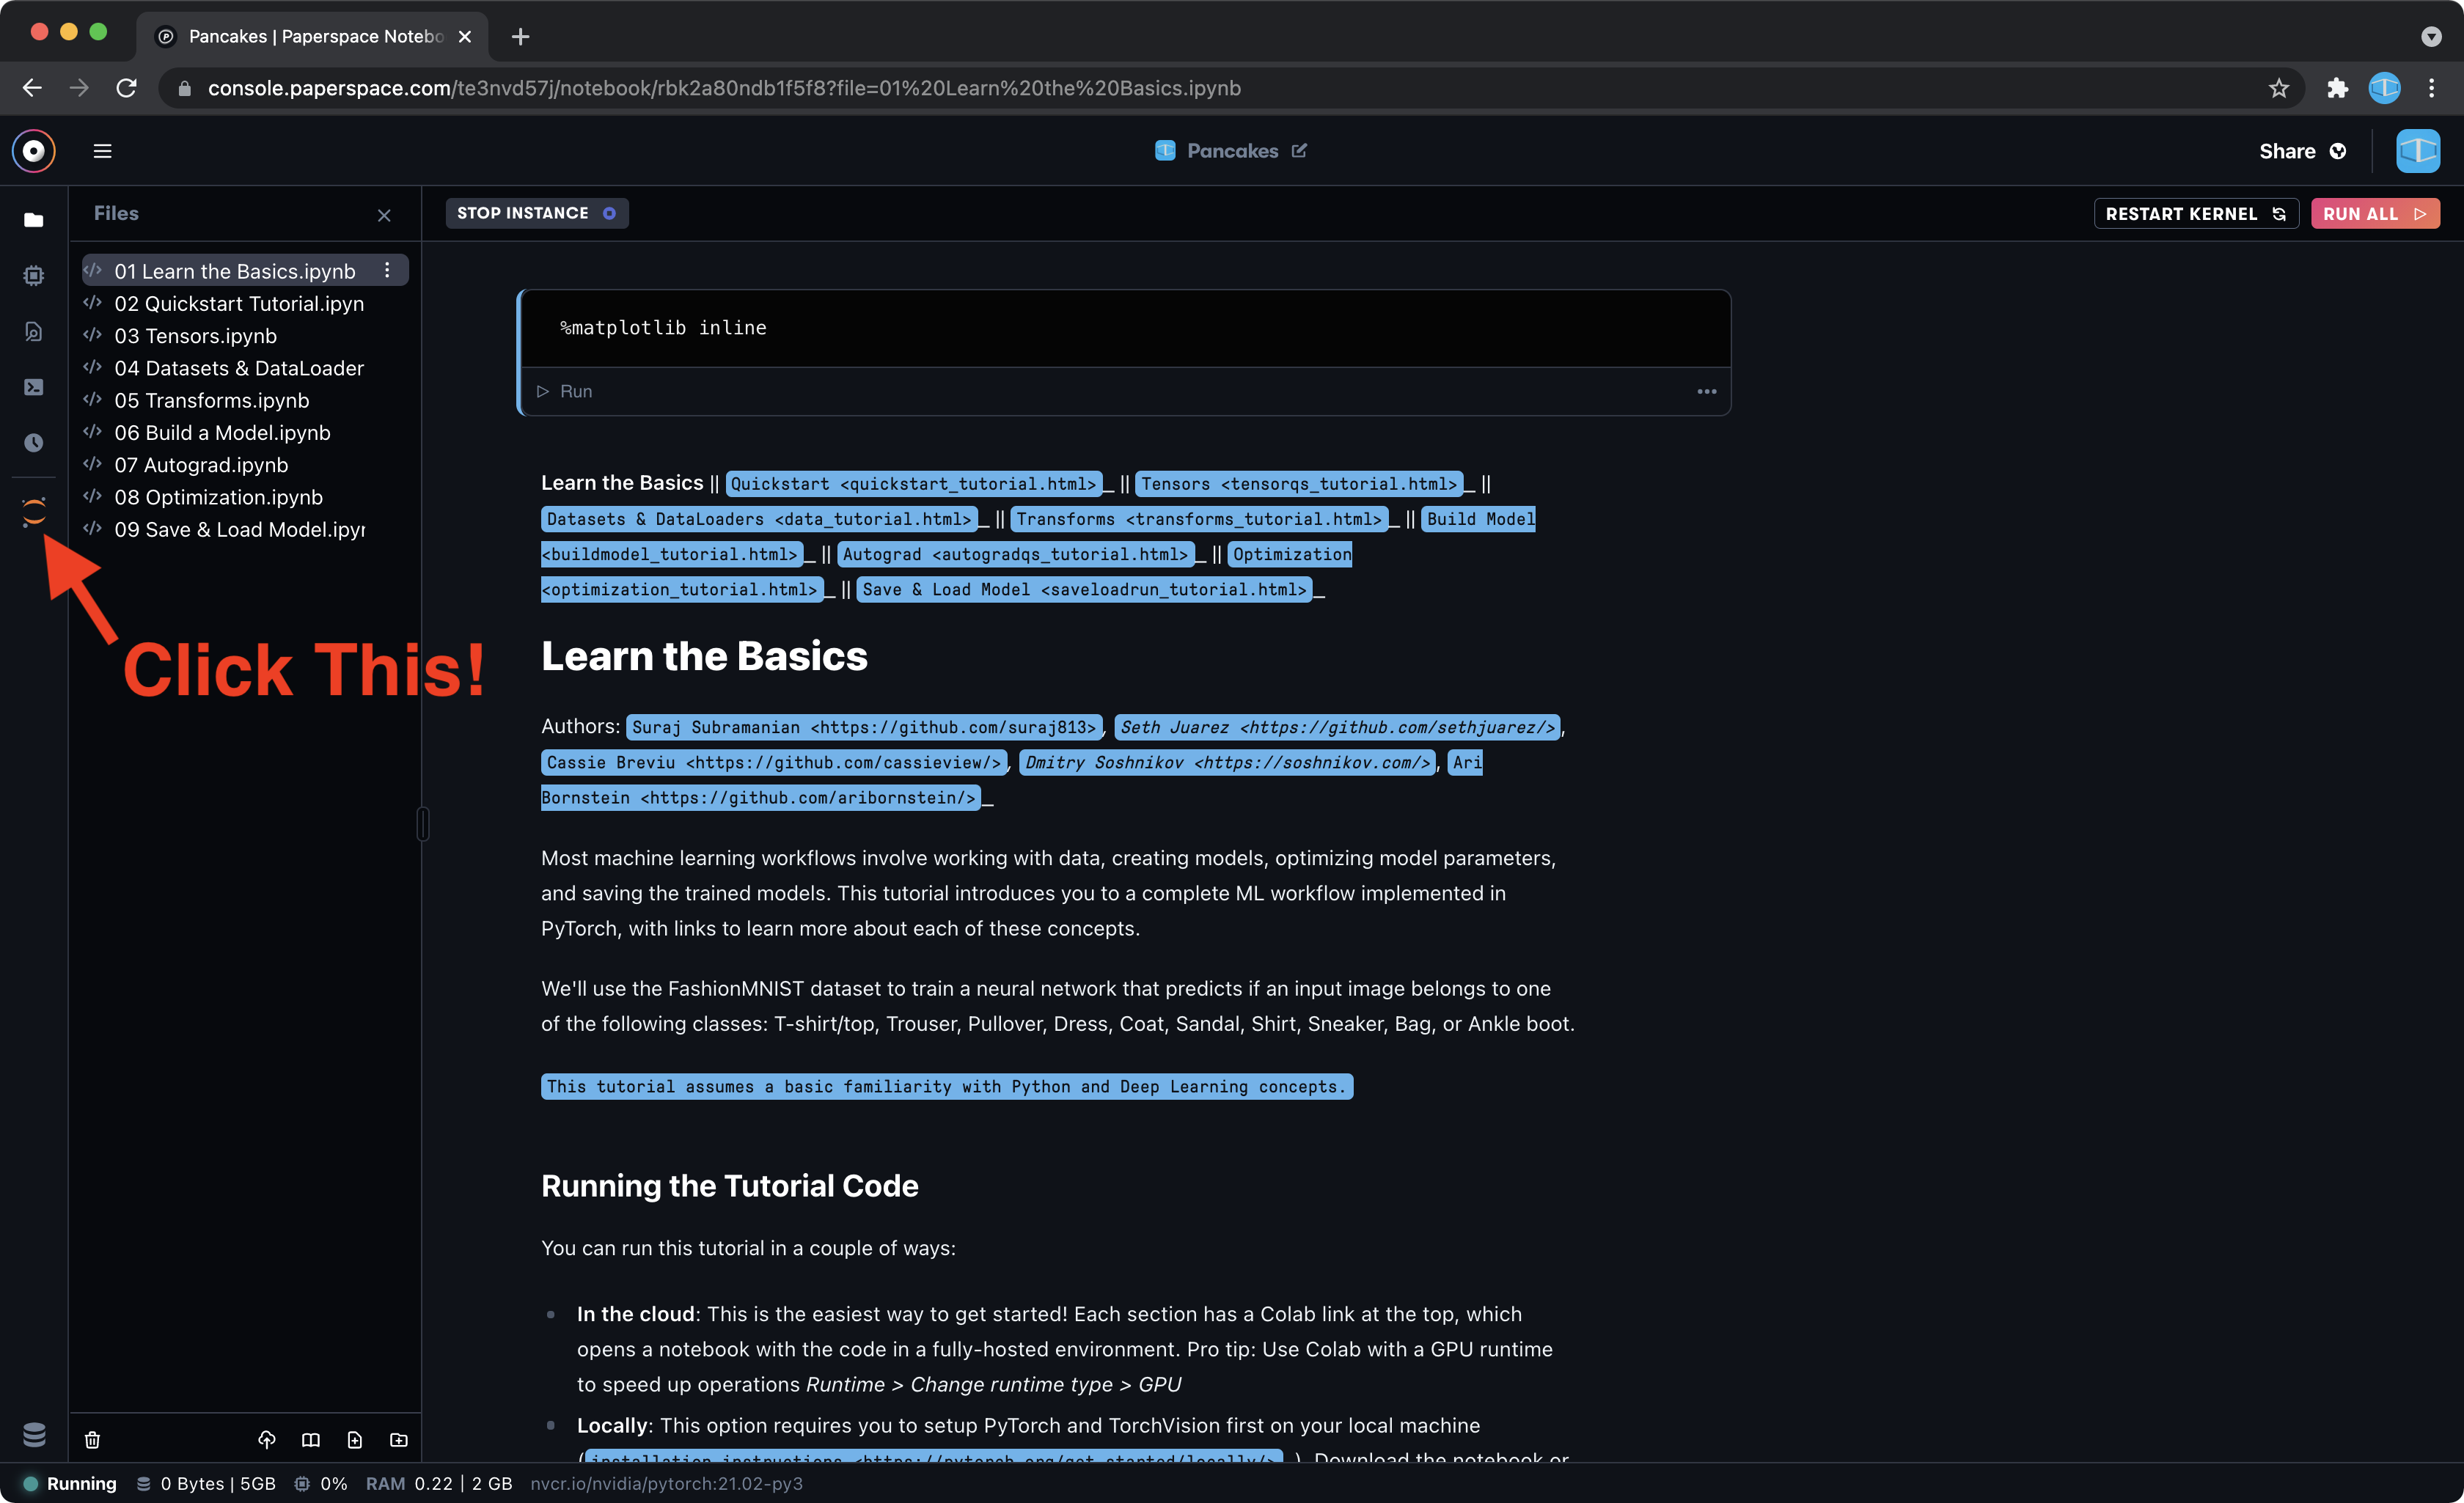 Pancakes | Paperspace Notebo
console.paperspace.com/te3nvd57j/notebook/rbk2a80ndb1f5f8?file=01%20Learn%20the%20Basics.ipynb
Pancakes
Share
Files
STOP INSTANCE
RESTART KERNEL
RUN ALL
01 Learn the Basics.ipynb
02 Quickstart Tutorial.ipyn
03 Tensors.ipynb
04 Datasets & DataLoader
05 Transforms.ipynb
06 Build a Model.ipynb
07 Autograd.ipynb
08 Optimization.ipynb
09 Save & Load Model.ipyr
Click This!
%matplotlib inline
Run
Learn the Basics || Quickstart <quickstart_tutorial.html>_ || Tensors <tensorqs_tutorial.html>_ ||
Datasets & DataLoaders <data_tutorial.html>_ || Transforms <transforms_tutorial.html>_ || Build Model
<buildmodel_tutorial.html>_ || Autograd <autogradqs_tutorial.html>_ || Optimization
<optimization_tutorial.html>_ || Save & Load Model <saveloadrun_tutorial.html>_
Learn the Basics
Authors: Suraj Subramanian <https://github.com/suraj813>, Seth Juarez <https://github.com/sethjuarez/>,
Cassie Breviu <https://github.com/cassieview/>, Dmitry Soshnikov <https://soshnikov.com/>, Ari
Bornstein <https://github.com/aribornstein/>_
Most machine learning workflows involve working with data, creating models, optimizing model parameters,
and saving the trained models. This tutorial introduces you to a complete ML workflow implemented in
PyTorch, with links to learn more about each of these concepts.
We'll use the FashionMNIST dataset to train a neural network that predicts if an input image belongs to one
of the following classes: T-shirt/top, Trouser, Pullover, Dress, Coat, Sandal, Shirt, Sneaker, Bag, or Ankle boot.
This tutorial assumes a basic familiarity with Python and Deep Learning concepts.
Running the Tutorial Code
You can run this tutorial in a couple of ways:
In the cloud: This is the easiest way to get started! Each section has a Colab link at the top, which
opens a notebook with the code in a fully-hosted environment. Pro tip: Use Colab with a GPU runtime
to speed up operations Runtime > Change runtime type > GPU
Locally: This option requires you to setup PyTorch and TorchVision first on your local machine
(installation instructions <https://pytorch.org/get-started/locally/>_). Download the notebook or
Running 0 Bytes | 5GB 0% RAM 0.22 | 2 GB nvcr.io/nvidia/pytorch:21.02-py3